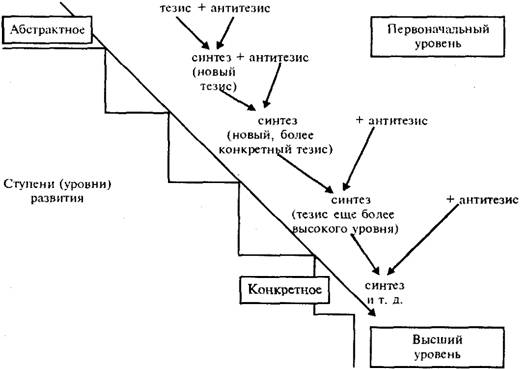 тезис + антитезис
Абстрактное
Первоначальный
уровень
синтез + антитезис
(новый
тезис)
синтез
(новый, более
конкретный тезис)
+ антитезис
Ступени (уровни)
развития
синтез
(тезис еще более
высокого уровня)
+ антитезис
Конкретное
синтез
и т. д.
Высший
уровень